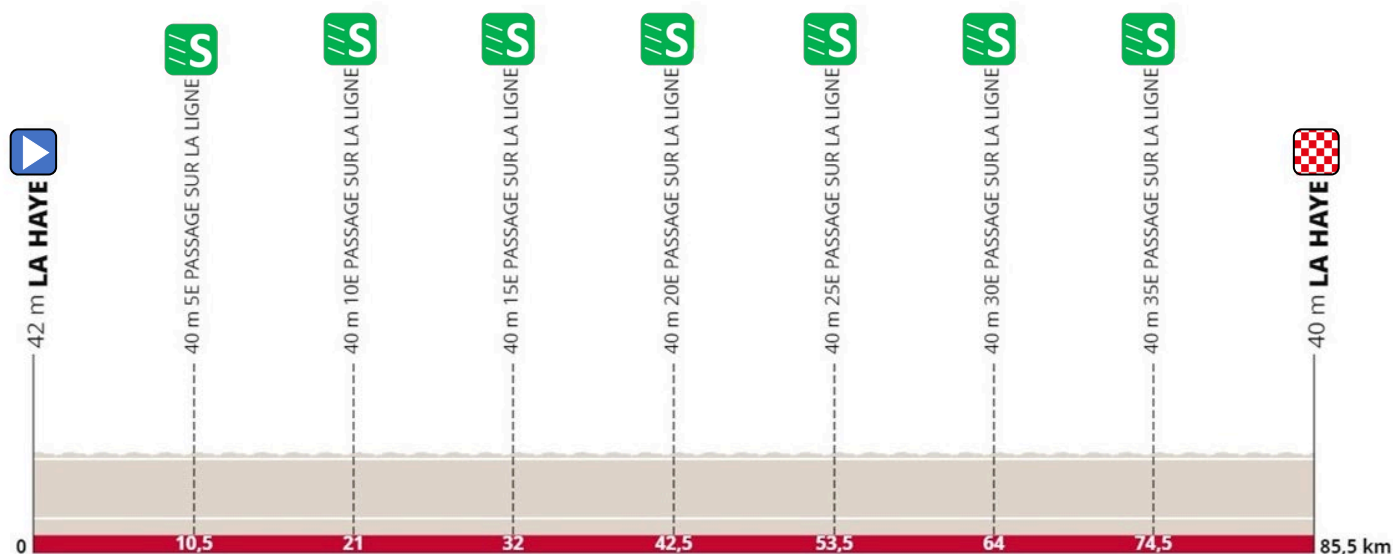 S
S
S
S
S
S
S
42 m LA HAYE
40 m 5E PASSAGE SUR LA LIGNE
40 m 10E PASSAGE SUR LA LIGNE
40 m 15E PASSAGE SUR LA LIGNE
40 m 20E PASSAGE SUR LA LIGNE
40 m 25E PASSAGE SUR LA LIGNE
40 m 30E PASSAGE SUR LA LIGNE
40 m 35E PASSAGE SUR LA LIGNE
40 m LA HAYE
0 10,5 21 32 42,5 53,5 64 74,5 85,5 km